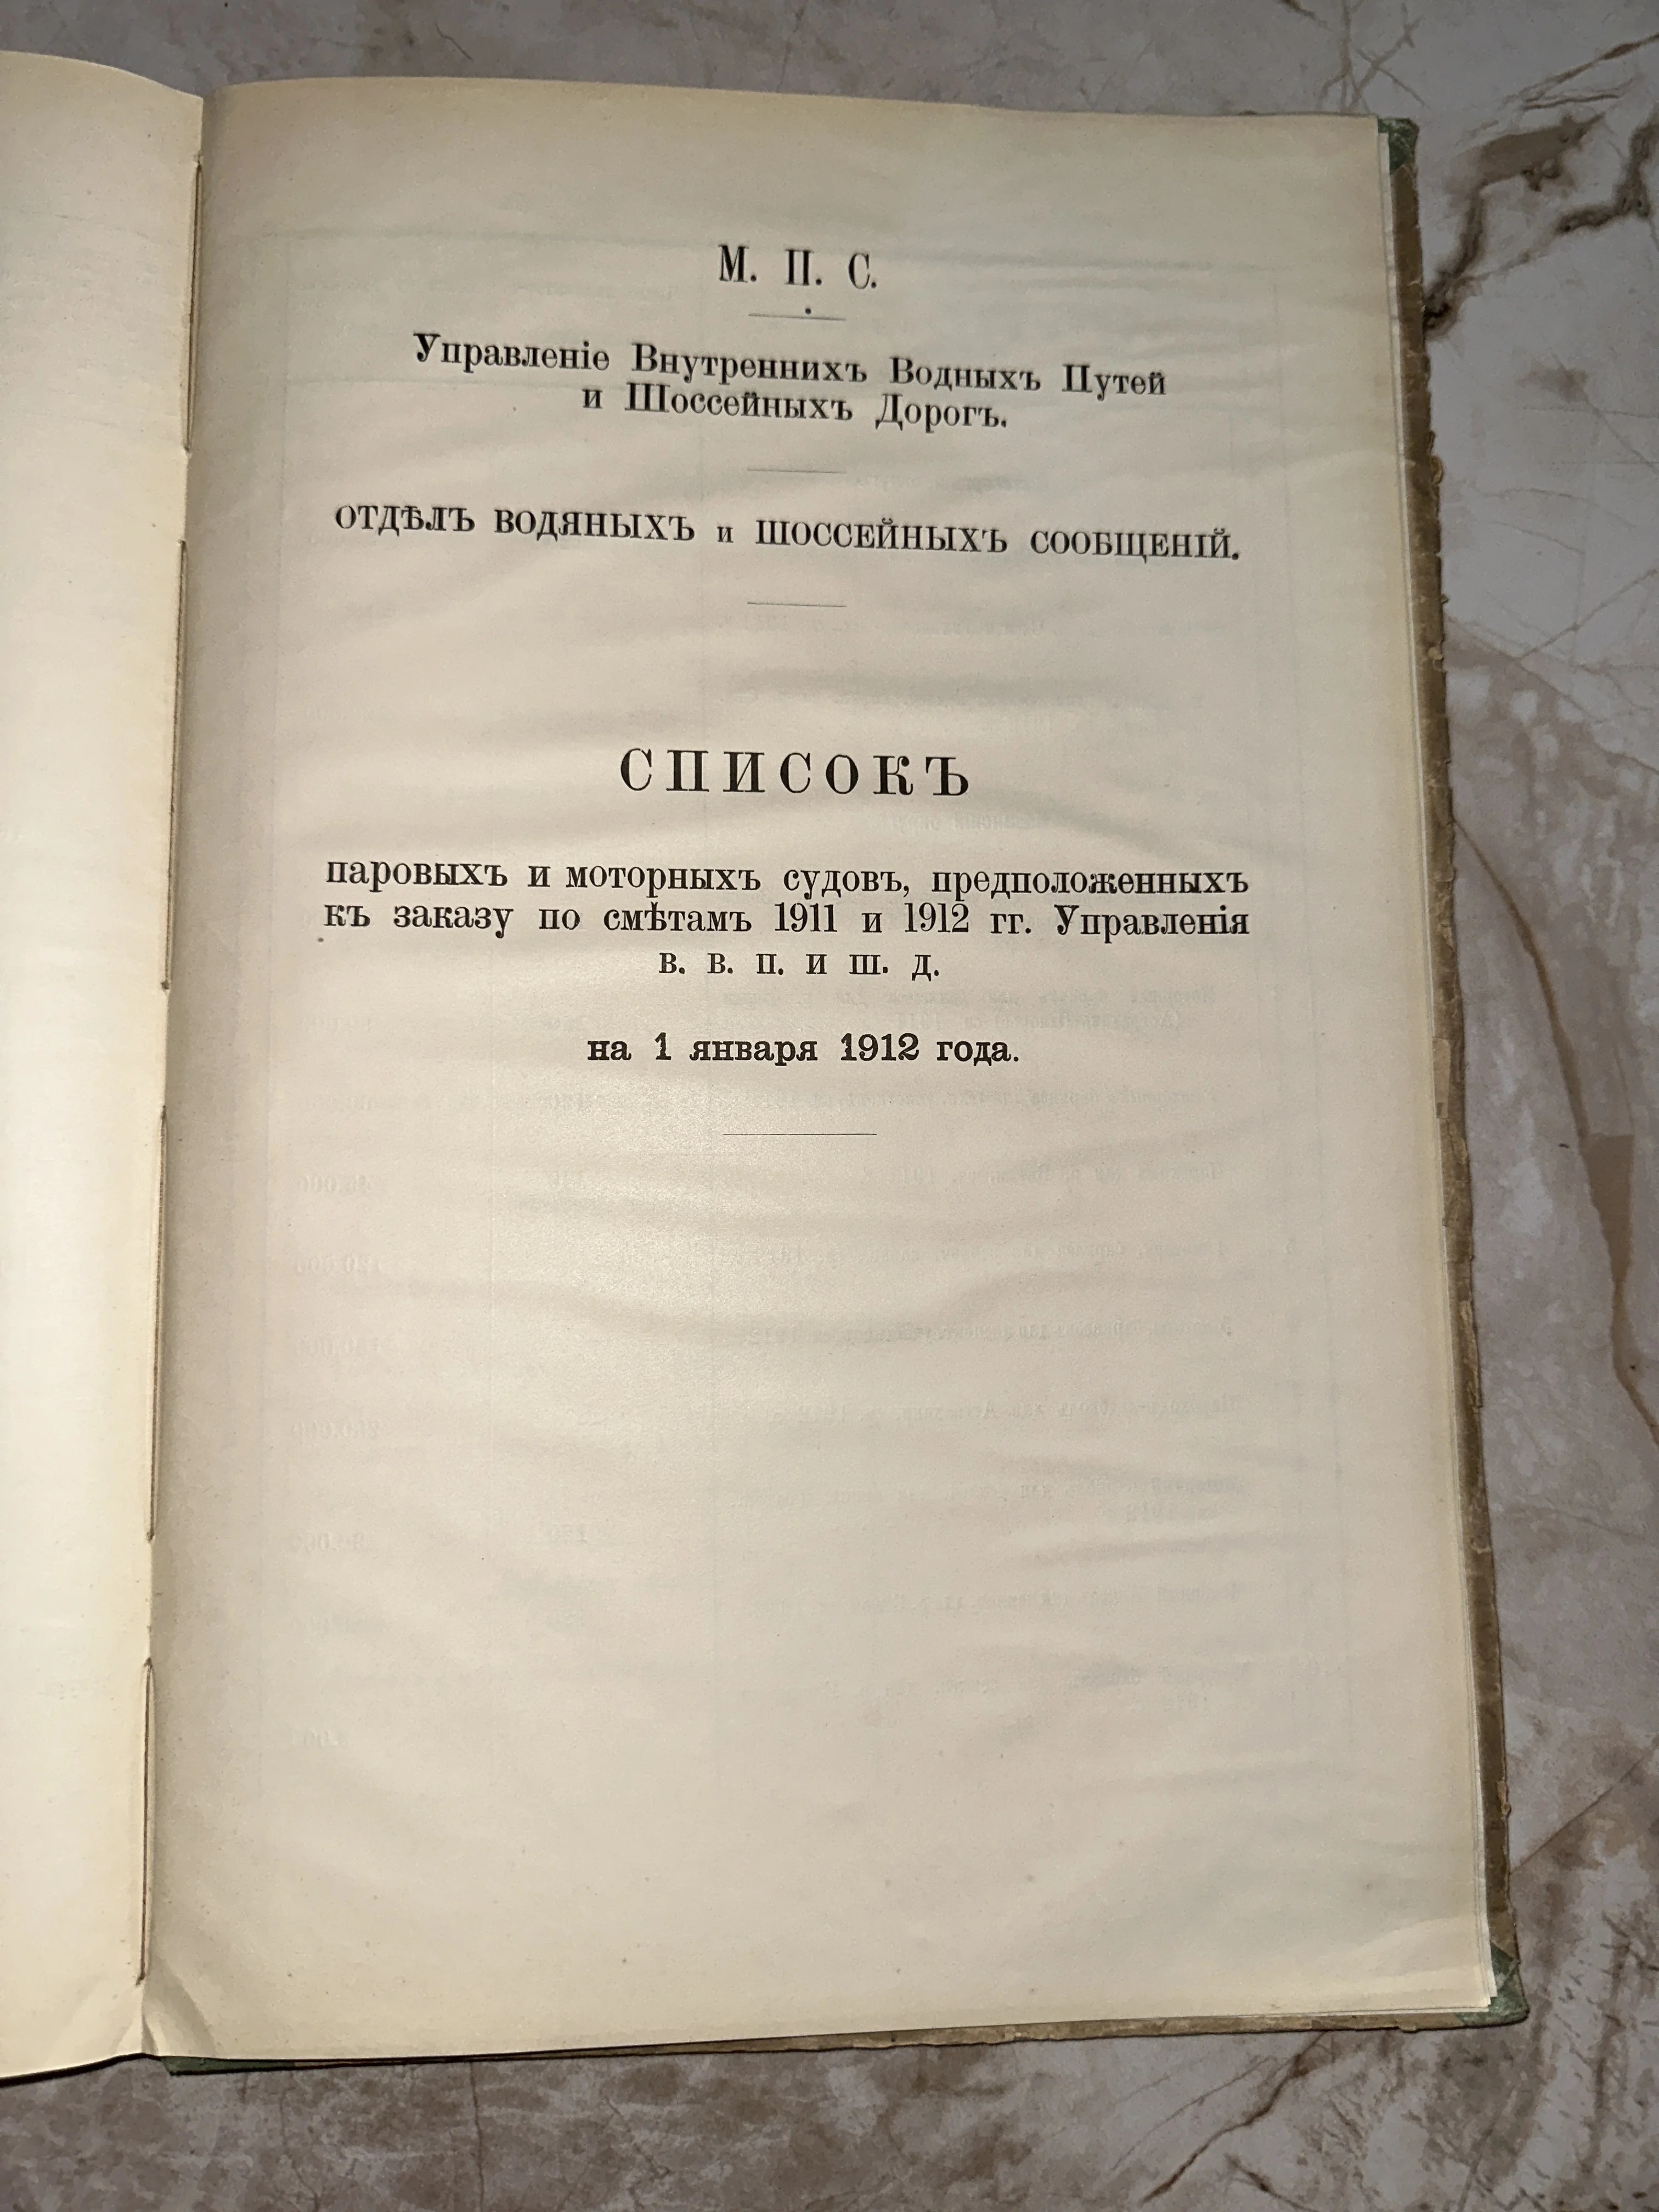 М. П. С.
Управленіе Внутреннихъ Водныхъ Путей
и Шоссейныхъ Дорогъ.
ОТДѢЛЪ ВОДЯНЫХЪ и ШОССЕЙНЫХЪ СООБЩЕНІЙ.
СПИСОКЪ
паровыхъ и моторныхъ судовъ, предположенныхъ
къ заказу по смѣтамъ 1911 и 1912 гг. Управленія
в. в. п. и ш. д.
на 1 января 1912 года.